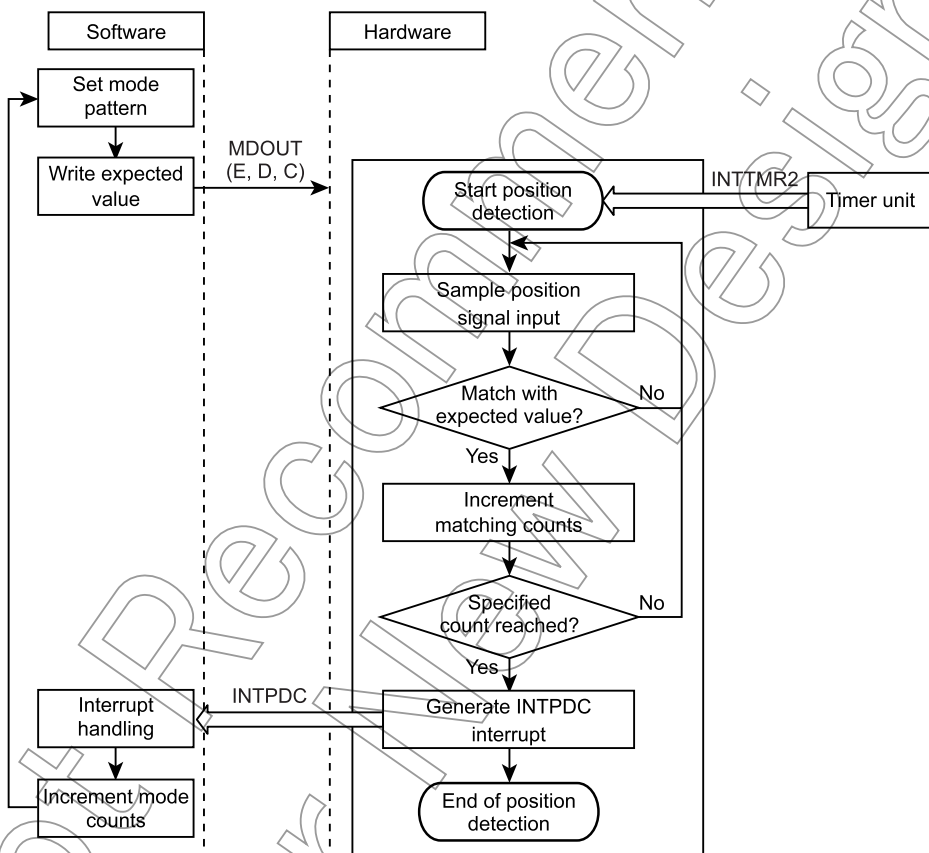 Software
Hardware
Set mode
pattern
Write expected
value
MDOUT
(E, D, C)
Start position
detection
INTTMR2
Timer unit
Sample position
signal input
Match with
expected value?
No
Yes
Increment
matching counts
Specified
count reached?
No
Yes
Generate INTPDC
interrupt
INTPDC
Interrupt
handling
Increment mode
counts
End of position
detection